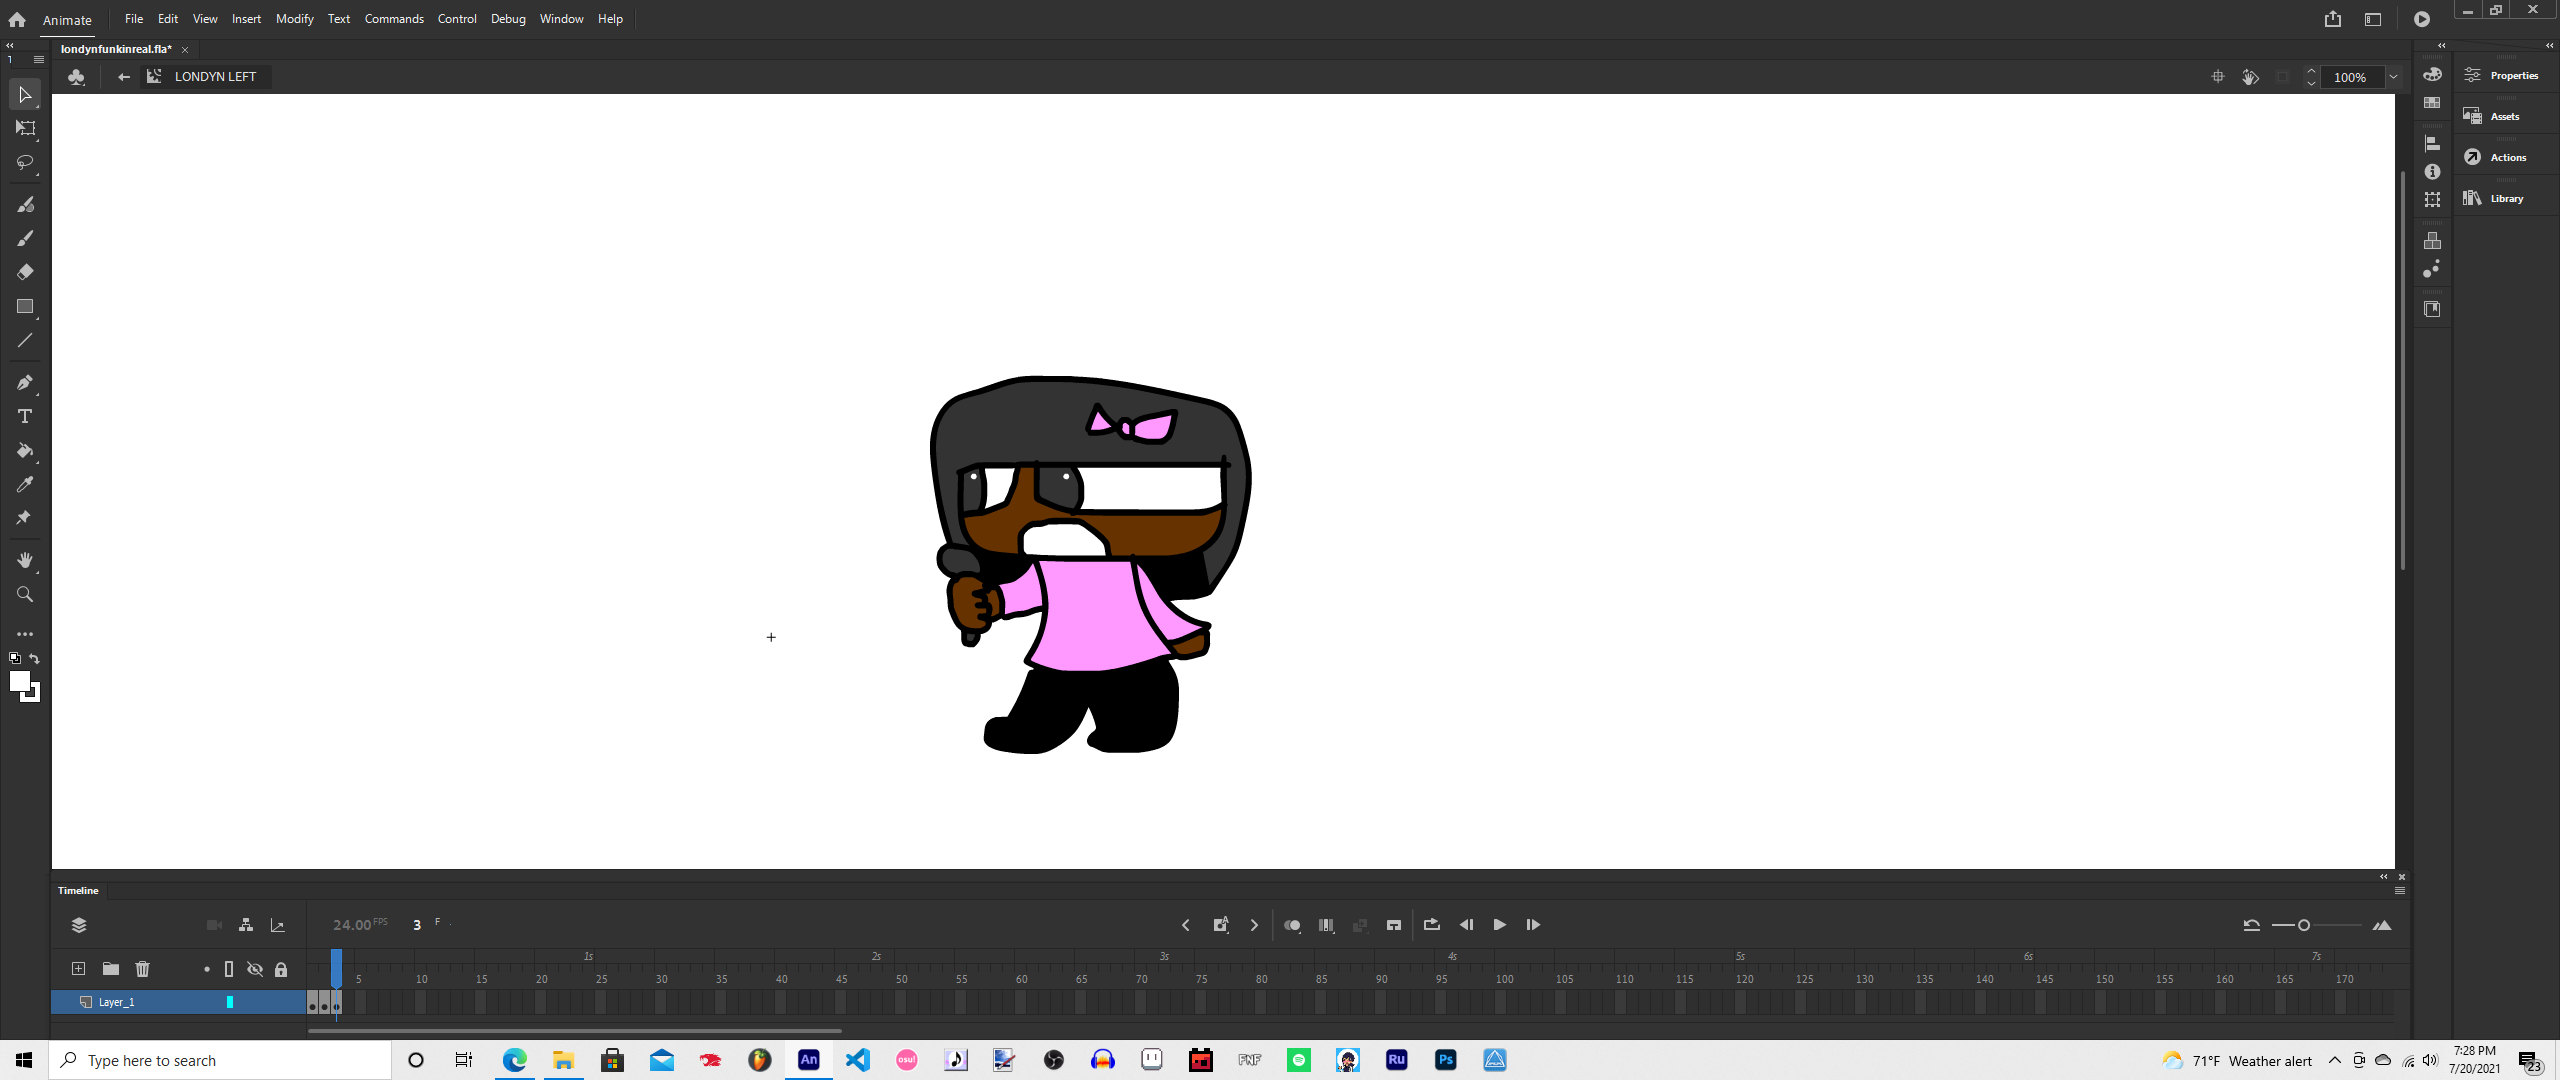 Animate File Edit View Insert Modify Text Commands Control Debug Window Help
londynfunkinreal.fla*
1
LONDYN LEFT 100%
Properties
Assets
Actions
Library
T
Timeline
24.00 FPS 3 F
1s 2s 3s 4s 5s 6s 7s
5 10 15 20 25 30 35 40 45 50 55 60 65 70 75 80 85 90 95 100 105 110 115 120 125 130 135 140 145 150 155 160 165 170
Layer_1
Type here to search An osu! FNF Ru Ps 71°F Weather alert 7:28 PM
7/20/2021 23